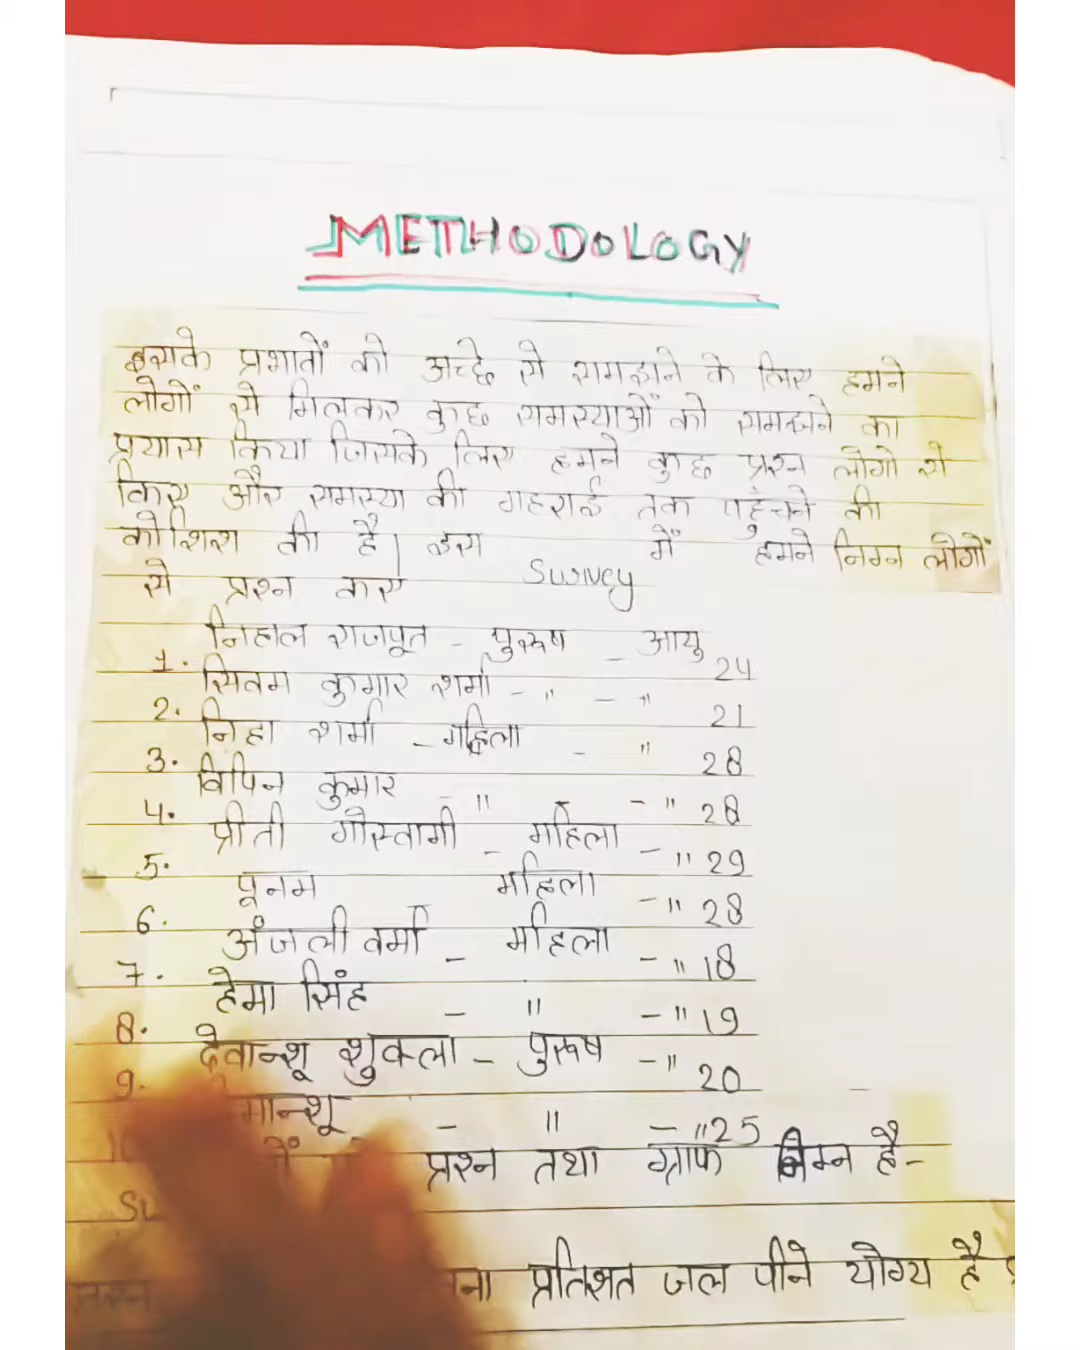 METHODOLOGY
इसके प्रभावों को अच्छे से समझने के लिए हमने
लोगों से मिलकर कुछ समस्याओं को समझने का
प्रयास किया जिसके लिए हमने कुछ प्रश्न लोगो से
किए और समस्या की गहराई तक पहुंचने की
कोशिश की है। इस Survey में हमने निम्न लोगों
से प्रश्न करे
1. निहाल राजपूत - पुरूष - आयु 24
2. सिवम कुमार शर्मा - " - " 21
3. निहा शर्मा - महिला - " 28
4. विपिन कुमार - " - " 28
5. प्रीती गोस्वामी - महिला - " 29
6. पूनम - महिला - " 28
7. अंजली वर्मा - महिला - " 18
8. हेमा सिंह - " - " 19
9. देवान्शू शुक्ला - पुरूष - " 20
10 मान्शू - " - " 25
में प्रश्न तथा ग्राफ निम्न है-
प्रतिशत जल पीने योग्य है